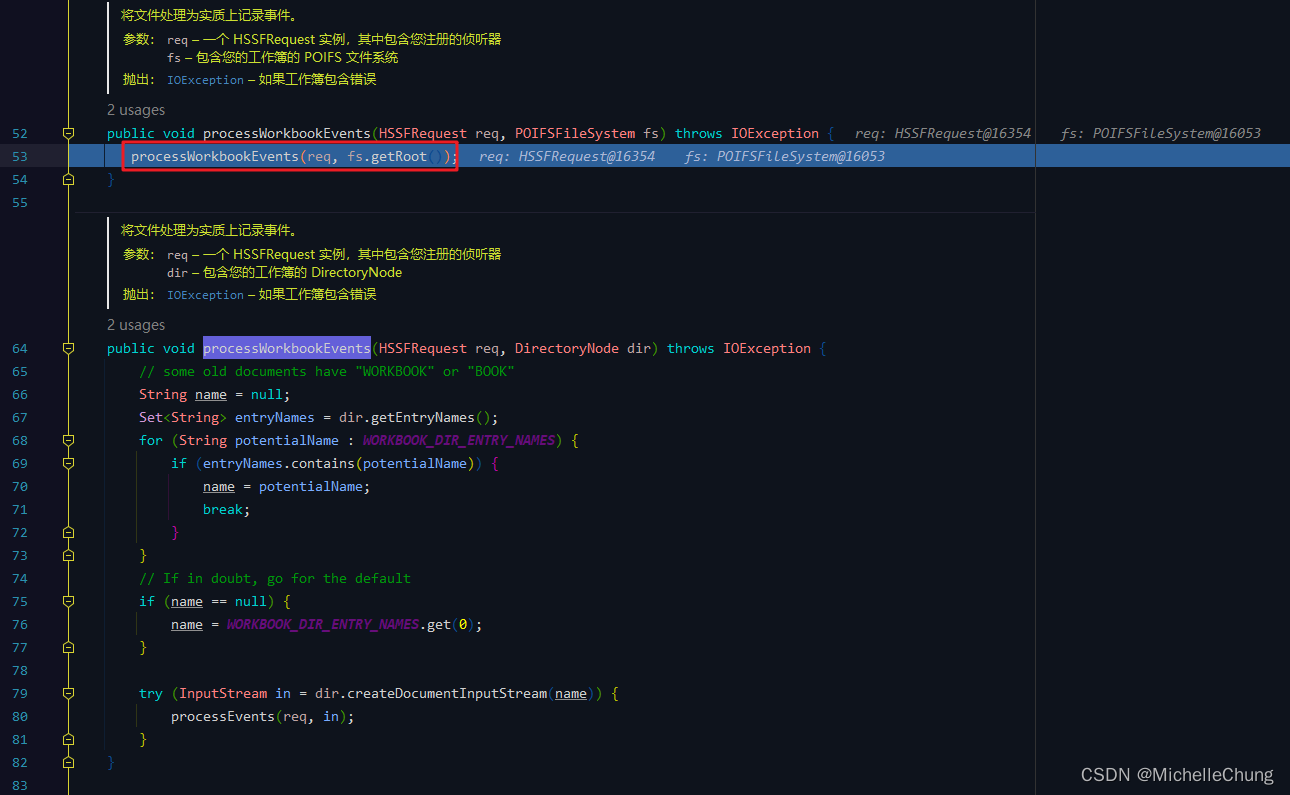 将文件处理为实质上记录事件。
参数: req – 一个 HSSFRequest 实例，其中包含您注册的侦听器
fs – 包含您的工作簿的 POIFS 文件系统
抛出: IOException – 如果工作簿包含错误
2 usages
52 public void processWorkbookEvents(HSSFRequest req, POIFSFileSystem fs) throws IOException { req: HSSFRequest@16354 fs: POIFSFileSystem@16053
53 processWorkbookEvents(req, fs.getRoot()); req: HSSFRequest@16354 fs: POIFSFileSystem@16053
54 }
55
将文件处理为实质上记录事件。
参数: req – 一个 HSSFRequest 实例，其中包含您注册的侦听器
dir – 包含您的工作簿的 DirectoryNode
抛出: IOException – 如果工作簿包含错误
2 usages
64 public void processWorkbookEvents(HSSFRequest req, DirectoryNode dir) throws IOException {
65 // some old documents have "WORKBOOK" or "BOOK"
66 String name = null;
67 Set<String> entryNames = dir.getEntryNames();
68 for (String potentialName : WORKBOOK_DIR_ENTRY_NAMES) {
69 if (entryNames.contains(potentialName)) {
70 name = potentialName;
71 break;
72 }
73 }
74 // If in doubt, go for the default
75 if (name == null) {
76 name = WORKBOOK_DIR_ENTRY_NAMES.get(0);
77 }
78
79 try (InputStream in = dir.createDocumentInputStream(name)) {
80 processEvents(req, in);
81 }
82 }
83
CSDN @MichelleChung